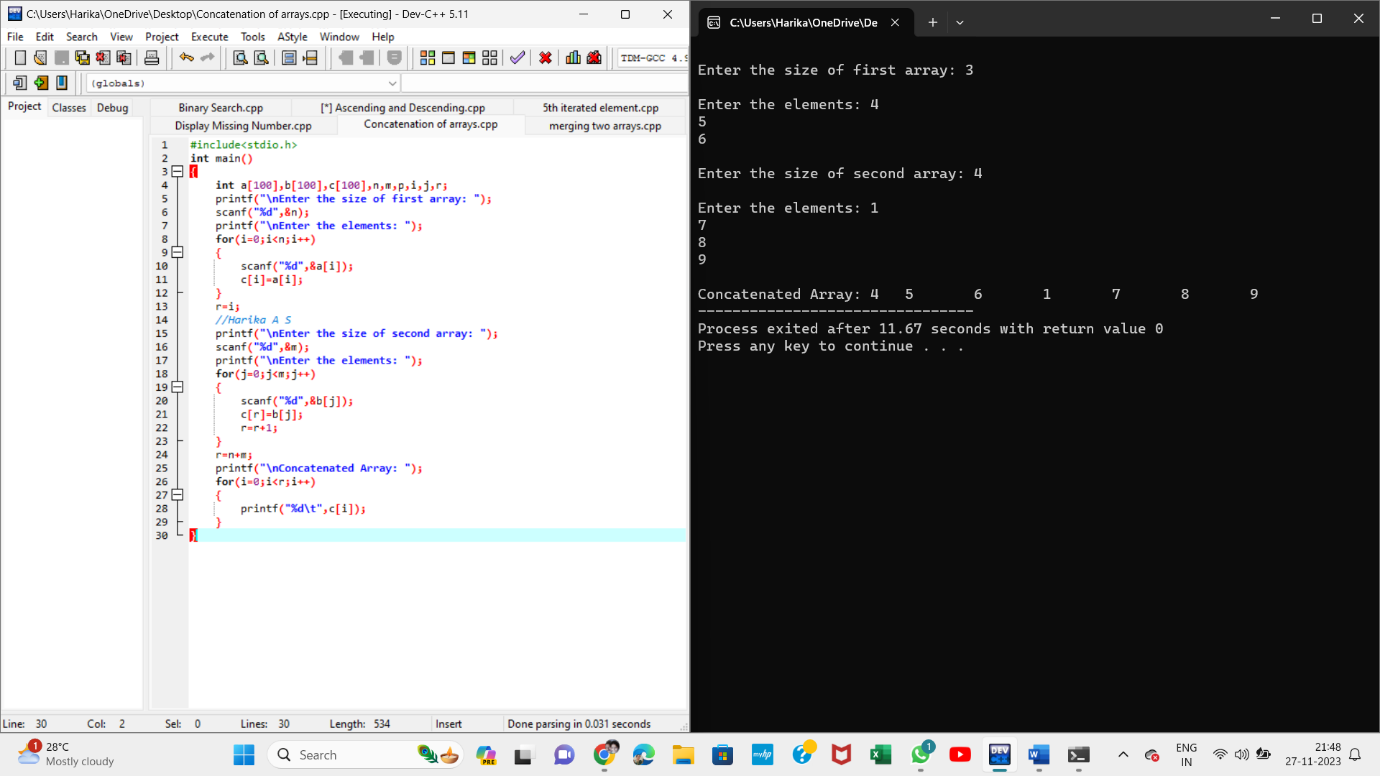 C:\Users\Harika\OneDrive\Desktop\Concatenation of arrays.cpp - [Executing] - Dev-C++ 5.11
File Edit Search View Project Execute Tools AStyle Window Help
TDM-GCC 4.9
(globals)
Project Classes Debug
Binary Search.cpp [*] Ascending and Descending.cpp 5th iterated element.cpp
Display Missing Number.cpp Concatenation of arrays.cpp merging two arrays.cpp
1 #include<stdio.h>
2 int main()
3 {
4 int a[100],b[100],c[100],n,m,p,i,j,r;
5 printf("\nEnter the size of first array: ");
6 scanf("%d",&n);
7 printf("\nEnter the elements: ");
8 for(i=0;i<n;i++)
9 {
10 scanf("%d",&a[i]);
11 c[i]=a[i];
12 }
13 r=i;
14 //Harika A S
15 printf("\nEnter the size of second array: ");
16 scanf("%d",&m);
17 printf("\nEnter the elements: ");
18 for(j=0;j<m;j++)
19 {
20 scanf("%d",&b[j]);
21 c[r]=b[j];
22 r=r+1;
23 }
24 r=n+m;
25 printf("\nConcatenated Array: ");
26 for(i=0;i<r;i++)
27 {
28 printf("%d\t",c[i]);
29 }
30 }
Line: 30 Col: 2 Sel: 0 Lines: 30 Length: 534 Insert Done parsing in 0.031 seconds
C:\Users\Harika\OneDrive\De
Enter the size of first array: 3
Enter the elements: 4
5
6
Enter the size of second array: 4
Enter the elements: 1
7
8
9
Concatenated Array: 4 5 6 1 7 8 9
--------------------------------
Process exited after 11.67 seconds with return value 0
Press any key to continue . . .
1
28°C
Mostly cloudy
Search
PRE
myhp
1
DEV
ENG
IN
21:48
27-11-2023